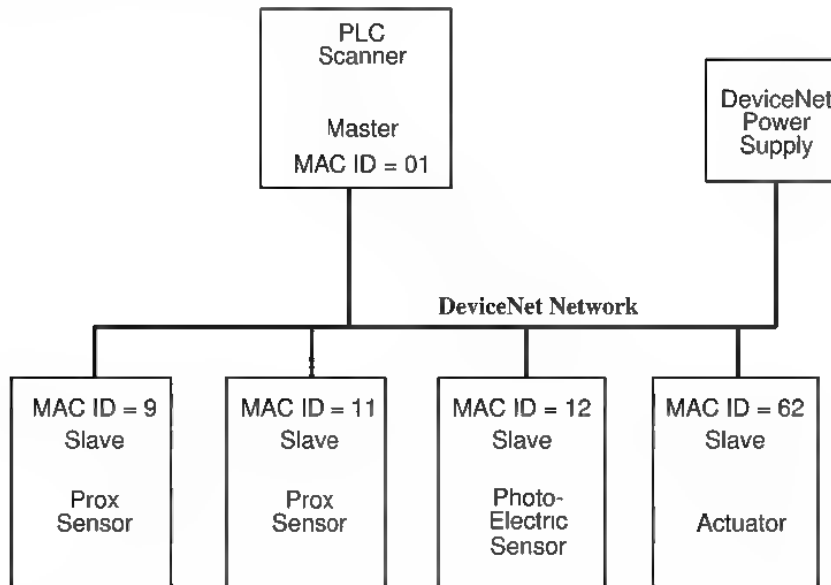 PLC
Scanner
Master
MAC ID = 01
DeviceNet
Power
Supply
DeviceNet Network
MAC ID = 9
Slave
Prox
Sensor
MAC ID = 11
Slave
Prox
Sensor
MAC ID = 12
Slave
Photo-
Electric
Sensor
MAC ID = 62
Slave
Actuator